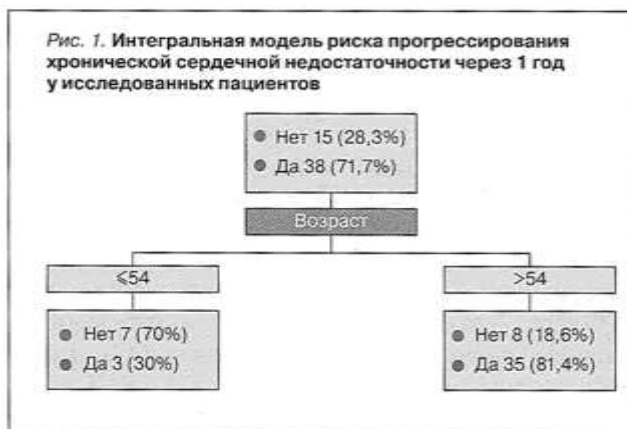 Рис. 1. Интегральная модель риска прогрессирования
хронической сердечной недостаточности через 1 год
у исследованных пациентов
Нет 15 (28,3%)
Да 38 (71,7%)
Возраст
⩽54
>54
Нет 7 (70%)
Да 3 (30%)
Нет 8 (18,6%)
Да 35 (81,4%)